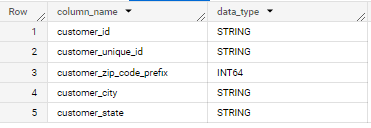 Row column_name data_type
1 customer_id STRING
2 customer_unique_id STRING
3 customer_zip_code_prefix INT64
4 customer_city STRING
5 customer_state STRING